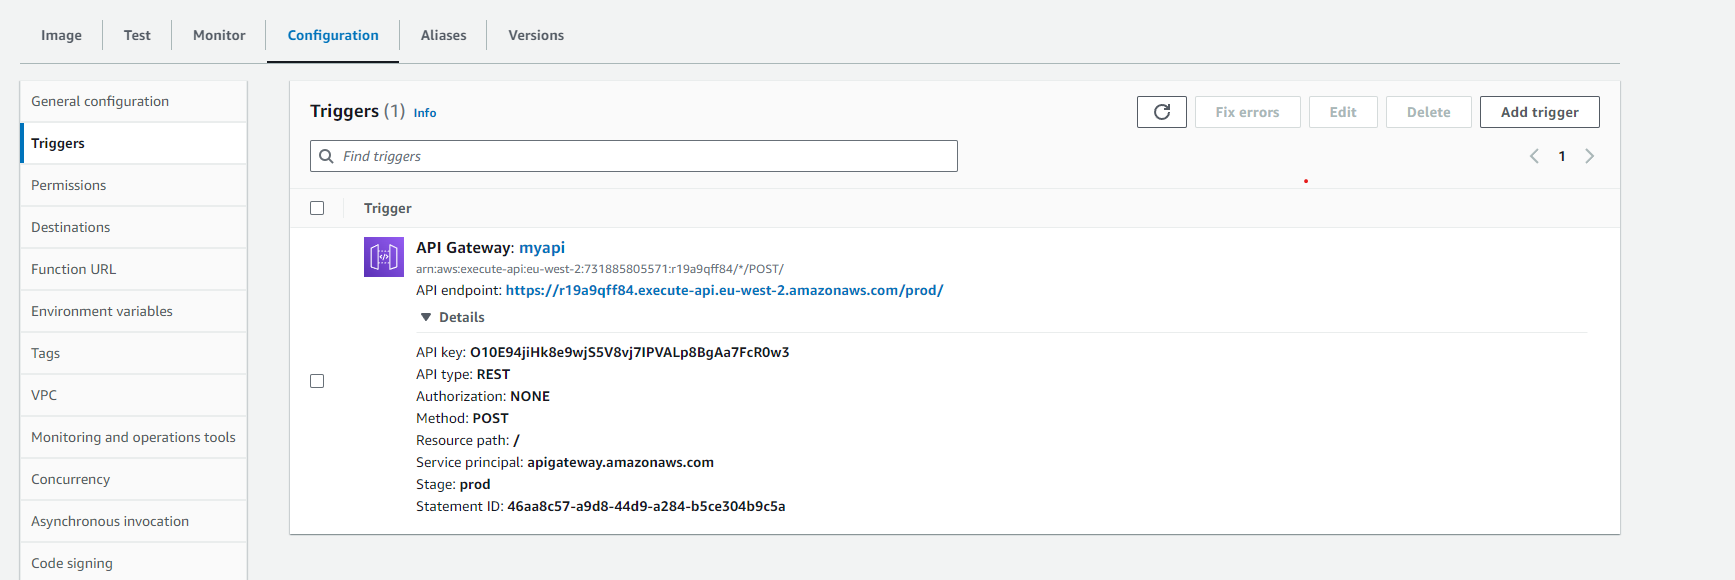 Image
Test
Monitor
Configuration
Aliases
Versions
General configuration
Triggers
Permissions
Destinations
Function URL
Environment variables
Tags
VPC
Monitoring and operations tools
Concurrency
Asynchronous invocation
Code signing
Triggers (1) Info
Fix errors
Edit
Delete
Add trigger
Find triggers
1
Trigger
API Gateway: myapi
arn:aws:execute-api:eu-west-2:731885805571:r19a9qff84/*/POST/
API endpoint: https://r19a9qff84.execute-api.eu-west-2.amazonaws.com/prod/
Details
API key: O10E94jiHk8e9wjS5V8vj7IPVALp8BgAa7FcR0w3
API type: REST
Authorization: NONE
Method: POST
Resource path: /
Service principal: apigateway.amazonaws.com
Stage: prod
Statement ID: 46aa8c57-a9d8-44d9-a284-b5ce304b9c5a